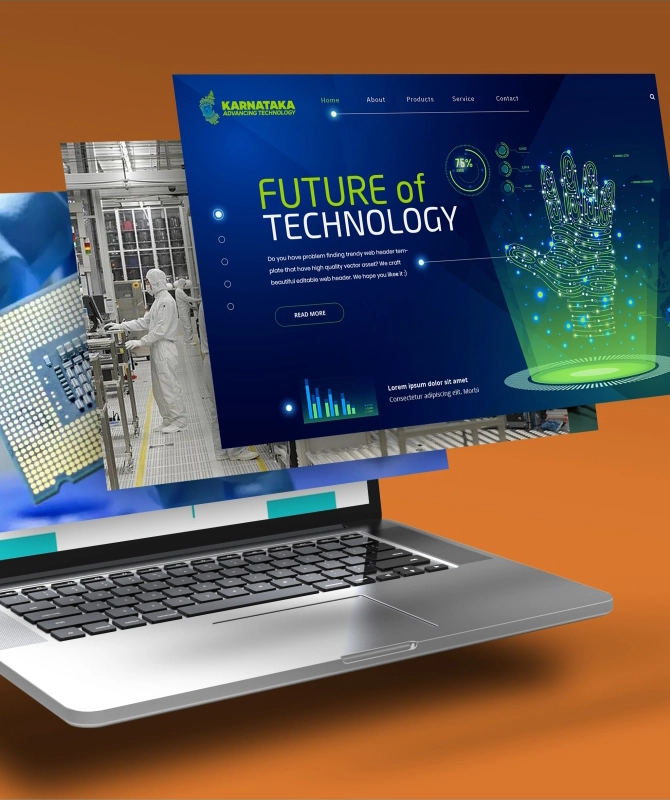 KARNATAKA
ADVANCING TECHNOLOGY
Home About Products Service Contact
75%
FUTURE of
TECHNOLOGY
Do you have problem finding trendy web header tem-
plate that have high quality vector asset? We craft
beautiful editable web header. We hope you likee it :)
READ MORE
Lorem ipsum dolor sit amet
Consectetur adipiscing elit. Morbi